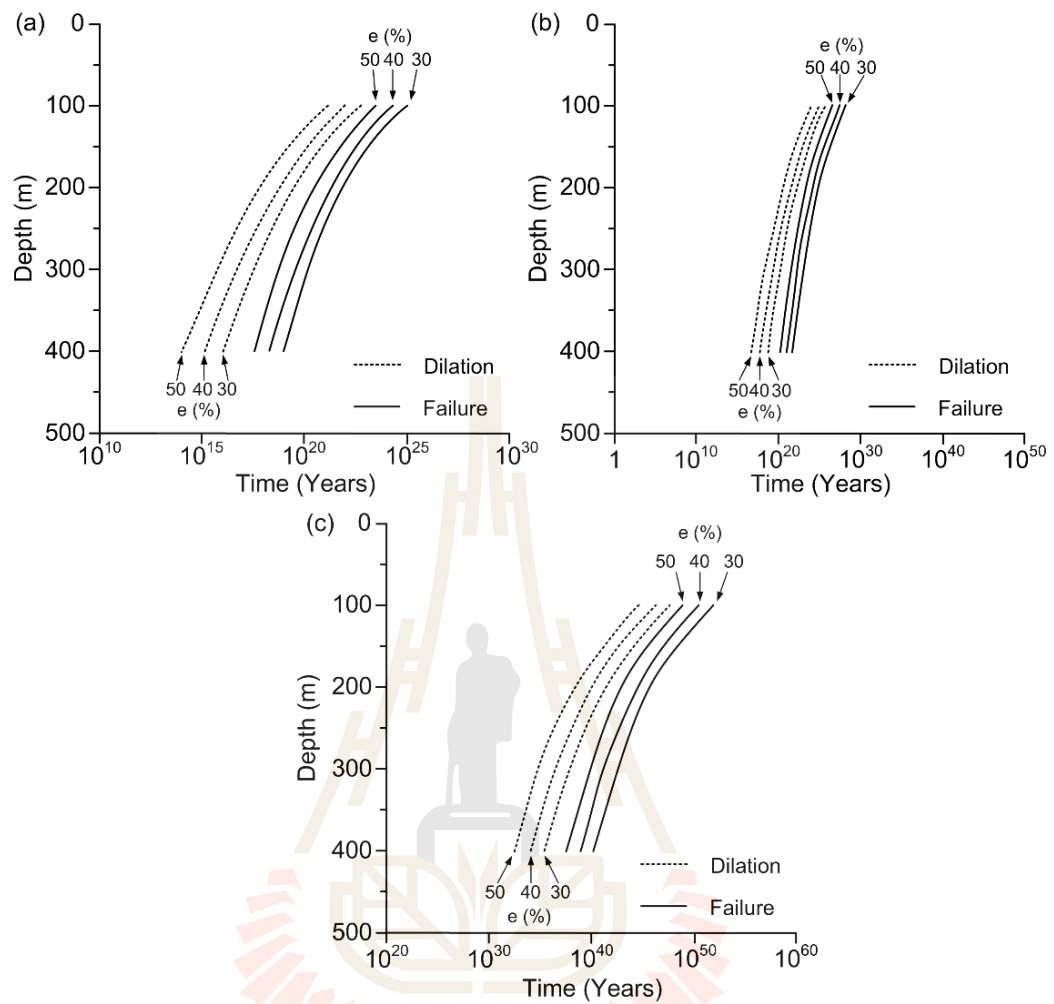 (a)
0
100
200
300
400
500
Depth (m)
e (%)
50 40 30
50 40 30
e (%)
Dilation
Failure
10^10 10^15 10^20 10^25 10^30
Time (Years)
(b)
0
100
200
300
400
500
Depth (m)
e (%)
50 40 30
50 40 30
e (%)
Dilation
Failure
1 10^10 10^20 10^30 10^40 10^50
Time (Years)
(c)
0
100
200
300
400
500
Depth (m)
e (%)
50 40 30
50 40 30
e (%)
Dilation
Failure
10^20 10^30 10^40 10^50 10^60
Time (Years)